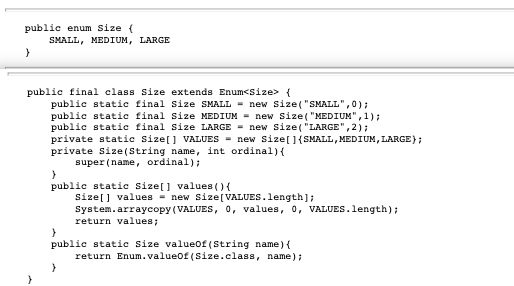 public enum Size {
    SMALL, MEDIUM, LARGE
}
public final class Size extends Enum<Size> {
    public static final Size SMALL = new Size("SMALL",0);
    public static final Size MEDIUM = new Size("MEDIUM",1);
    public static final Size LARGE = new Size("LARGE",2);
    private static Size[] VALUES = new Size[]{SMALL,MEDIUM,LARGE};
    private Size(String name, int ordinal){
        super(name, ordinal);
    }
    public static Size[] values(){
        Size[] values = new Size[VALUES.length];
        System.arraycopy(VALUES, 0, values, 0, VALUES.length);
        return values;
    }
    public static Size valueOf(String name){
        return Enum.valueOf(Size.class, name);
    }
}